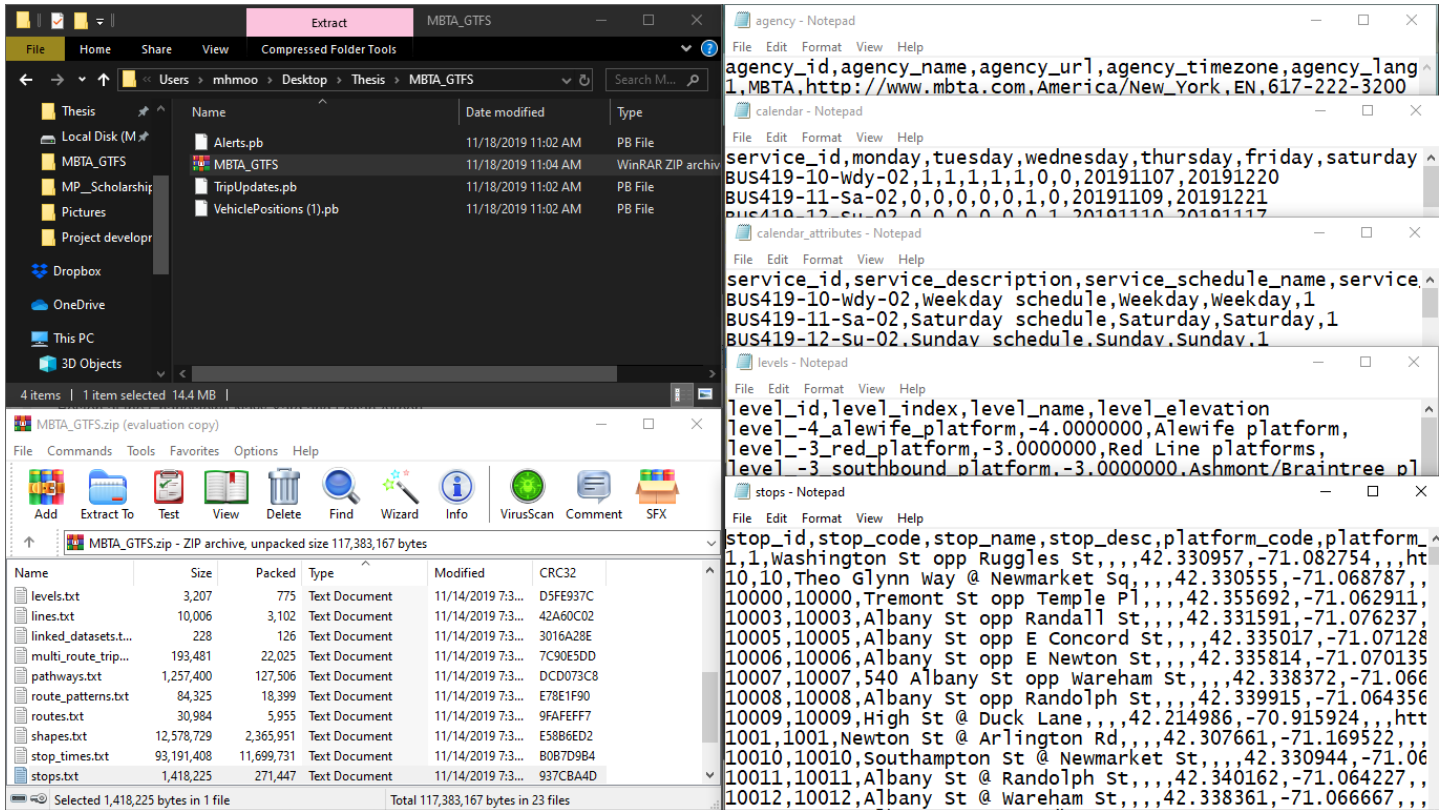 Extract
MBTA_GTFS
File Home Share View Compressed Folder Tools
« Users › mhmoo › Desktop › Thesis › MBTA_GTFS
Search M...
Thesis
Local Disk (M
MBTA_GTFS
MP__Scholarship
Pictures
Project developr
Dropbox
OneDrive
This PC
3D Objects
Name Date modified Type
Alerts.pb 11/18/2019 11:02 AM PB File
MBTA_GTFS 11/18/2019 11:04 AM WinRAR ZIP archiv
TripUpdates.pb 11/18/2019 11:02 AM PB File
VehiclePositions (1).pb 11/18/2019 11:02 AM PB File
4 items | 1 item selected 14.4 MB |
MBTA_GTFS.zip (evaluation copy)
File Commands Tools Favorites Options Help
Add Extract To Test View Delete Find Wizard Info VirusScan Comment SFX
MBTA_GTFS.zip - ZIP archive, unpacked size 117,383,167 bytes
Name Size Packed Type Modified CRC32
levels.txt 3,207 775 Text Document 11/14/2019 7:3... D5FE937C
lines.txt 10,006 3,102 Text Document 11/14/2019 7:3... 42A60C02
linked_datasets.t... 228 126 Text Document 11/14/2019 7:3... 3016A28E
multi_route_trip... 193,481 22,025 Text Document 11/14/2019 7:3... 7C90E5DD
pathways.txt 1,257,400 127,506 Text Document 11/14/2019 7:3... DCD073C8
route_patterns.txt 84,325 18,399 Text Document 11/14/2019 7:3... E78E1F90
routes.txt 30,984 5,955 Text Document 11/14/2019 7:3... 9FAFEFF7
shapes.txt 12,578,729 2,365,951 Text Document 11/14/2019 7:3... E58B6ED2
stop_times.txt 93,191,408 11,699,731 Text Document 11/14/2019 7:3... B0B7D9B4
stops.txt 1,418,225 271,447 Text Document 11/14/2019 7:3... 937CBA4D
Selected 1,418,225 bytes in 1 file Total 117,383,167 bytes in 23 files
agency - Notepad
File Edit Format View Help
agency_id,agency_name,agency_url,agency_timezone,agency_lang
1,MBTA,http://www.mbta.com,America/New_York,EN,617-222-3200
calendar - Notepad
File Edit Format View Help
service_id,monday,tuesday,wednesday,thursday,friday,saturday
BUS419-10-Wdy-02,1,1,1,1,1,0,0,20191107,20191220
BUS419-11-Sa-02,0,0,0,0,0,1,0,20191109,20191221
BUS419-12-Su-02,0,0,0,0,0,0,1,20191110,20191117
calendar_attributes - Notepad
File Edit Format View Help
service_id,service_description,service_schedule_name,service_
BUS419-10-Wdy-02,Weekday schedule,Weekday,Weekday,1
BUS419-11-Sa-02,Saturday schedule,Saturday,Saturday,1
BUS419-12-Su-02,Sunday schedule,Sunday,Sunday,1
levels - Notepad
File Edit Format View Help
level_id,level_index,level_name,level_elevation
level_-4_alewife_platform,-4.0000000,Alewife platform,
level_-3_red_platform,-3.0000000,Red Line platforms,
level_-3_southbound_platform,-3.0000000,Ashmont/Braintree pl
stops - Notepad
File Edit Format View Help
stop_id,stop_code,stop_name,stop_desc,platform_code,platform_
1,1,Washington St opp Ruggles St,,,,42.330957,-71.082754,,,ht
10,10,Theo Glynn Way @ Newmarket Sq,,,,42.330555,-71.068787,,
10000,10000,Tremont St opp Temple Pl,,,,42.355692,-71.062911,
10003,10003,Albany St opp Randall St,,,,42.331591,-71.076237,
10005,10005,Albany St opp E Concord St,,,,42.335017,-71.07128
10006,10006,Albany St opp E Newton St,,,,42.335814,-71.070135
10007,10007,540 Albany St opp Wareham St,,,,42.338372,-71.066
10008,10008,Albany St opp Randolph St,,,,42.339915,-71.064356
10009,10009,High St @ Duck Lane,,,,42.214986,-70.915924,,,htt
1001,1001,Newton St @ Arlington Rd,,,,42.307661,-71.169522,,,
10010,10010,Southampton St @ Newmarket St,,,,42.330944,-71.06
10011,10011,Albany St @ Randolph St,,,,42.340162,-71.064227,,
10012,10012,Albany St @ Wareham St,,,,42.338361,-71.066667,,,